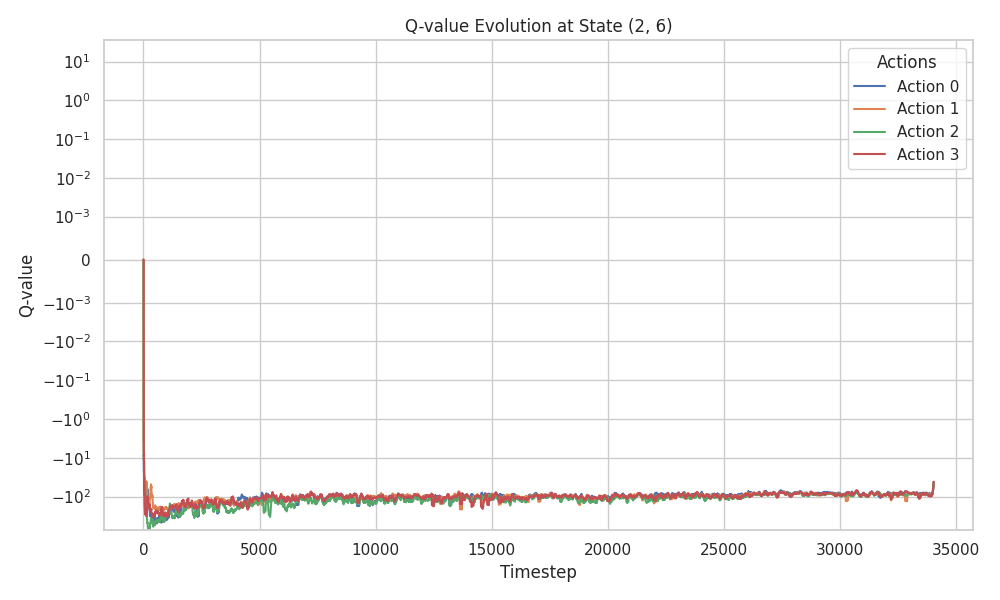 Q-value Evolution at State (2, 6)
Q-value
10¹
10⁰
10⁻¹
10⁻²
10⁻³
0
−10⁻³
−10⁻²
−10⁻¹
−10⁰
−10¹
−10²
Actions
Action 0
Action 1
Action 2
Action 3
0 5000 10000 15000 20000 25000 30000 35000
Timestep